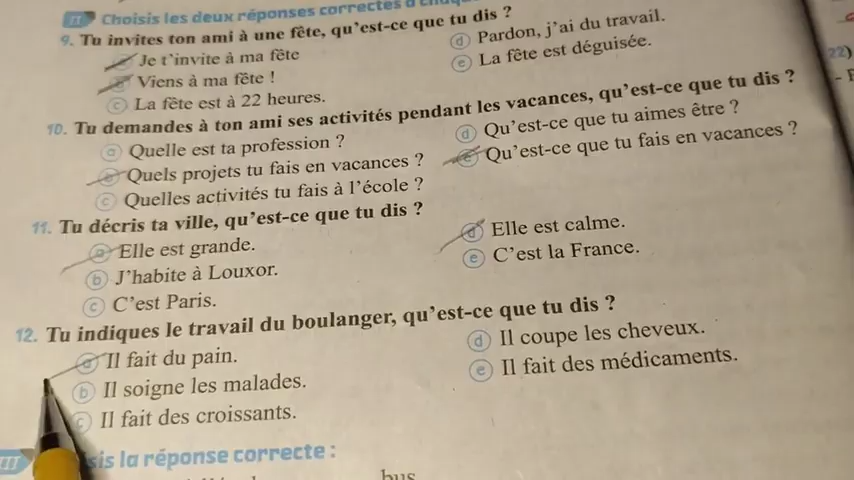 II Choisis les deux réponses correctes à
9. Tu invites ton ami à une fête, qu'est-ce que tu dis ?
Je t'invite à ma fête
Viens à ma fête !
c La fête est à 22 heures.
d Pardon, j'ai du travail.
e La fête est déguisée.
10. Tu demandes à ton ami ses activités pendant les vacances, qu'est-ce que tu dis ?
a Quelle est ta profession ?
b Quels projets tu fais en vacances ?
c Quelles activités tu fais à l'école ?
d Qu'est-ce que tu aimes être ?
e Qu'est-ce que tu fais en vacances ?
11. Tu décris ta ville, qu'est-ce que tu dis ?
a Elle est grande.
b J'habite à Louxor.
c C'est Paris.
d Elle est calme.
e C'est la France.
12. Tu indiques le travail du boulanger, qu'est-ce que tu dis ?
a Il fait du pain.
b Il soigne les malades.
c Il fait des croissants.
d Il coupe les cheveux.
e Il fait des médicaments.
III sis la réponse correcte :
bus
22)